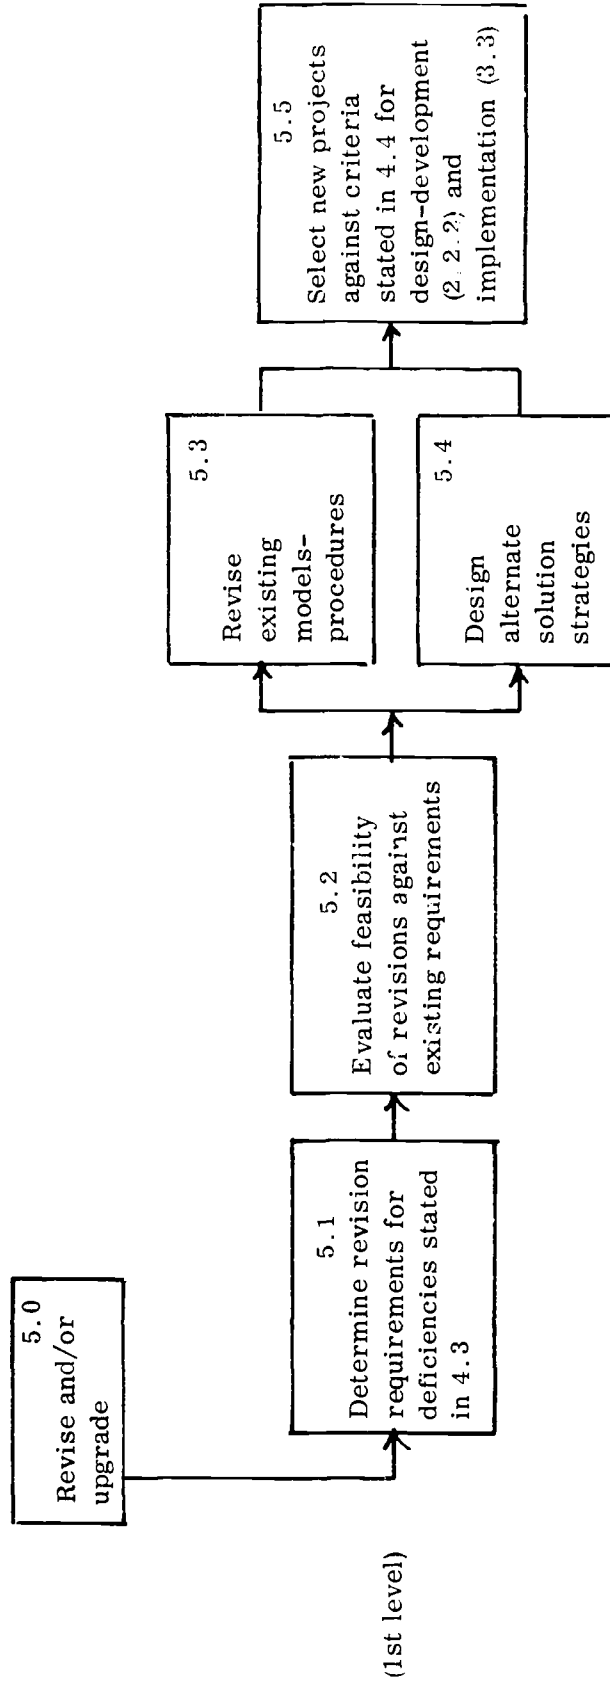 5.0
Revise and/or
upgrade
(1st level)
5.1
Determine revision
requirements for
deficiencies stated
in 4.3
5.2
Evaluate feasibility
of revisions against
existing requirements
5.3
Revise
existing
models-
procedures
5.4
Design
alternate
solution
strategies
5.5
Select new projects
against criteria
stated in 4.4 for
design-development
(2.2.2) and
implementation (3.3)